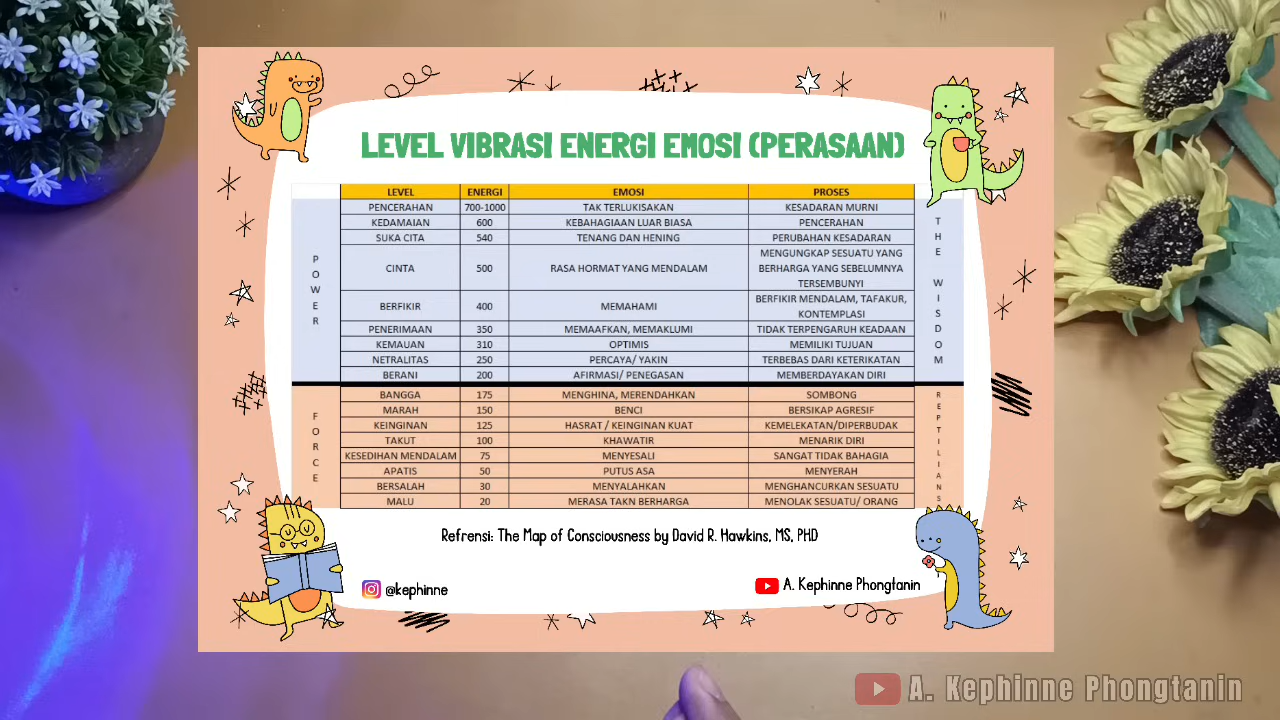 LEVEL VIBRASI ENERGI EMOSI (PERASAAN)
LEVEL ENERGI EMOSI PROSES
POWER
PENCERAHAN 700-1000 TAK TERLUKISAKAN KESADARAN MURNI
KEDAMAIAN 600 KEBAHAGIAAN LUAR BIASA PENCERAHAN
SUKA CITA 540 TENANG DAN HENING PERUBAHAN KESADARAN
CINTA 500 RASA HORMAT YANG MENDALAM MENGUNGKAP SESUATU YANG
BERHARGA YANG SEBELUMNYA
TERSEMBUNYI
BERFIKIR 400 MEMAHAMI BERFIKIR MENDALAM, TAFAKUR,
KONTEMPLASI
PENERIMAAN 350 MEMAAFKAN, MEMAKLUMI TIDAK TERPENGARUH KEADAAN
KEMAUAN 310 OPTIMIS MEMILIKI TUJUAN
NETRALITAS 250 PERCAYA/ YAKIN TERBEBAS DARI KETERIKATAN
BERANI 200 AFIRMASI/ PENEGASAN MEMBERDAYAKAN DIRI
THE WISDOM
FORCE
BANGGA 175 MENGHINA, MERENDAHKAN SOMBONG
MARAH 150 BENCI BERSIKAP AGRESIF
KEINGINAN 125 HASRAT / KEINGINAN KUAT KEMELEKATAN/DIPERBUDAK
TAKUT 100 KHAWATIR MENARIK DIRI
KESEDIHAN MENDALAM 75 MENYESALI SANGAT TIDAK BAHAGIA
APATIS 50 PUTUS ASA MENYERAH
BERSALAH 30 MENYALAHKAN MENGHANCURKAN SESUATU
MALU 20 MERASA TAKN BERHARGA MENOLAK SESUATU/ ORANG
REPTILIANS
Refrensi: The Map of Consciousness by David R. Hawkins, MS, PHD
@kephinne
A. Kephinne Phongtanin
A. Kephinne Phongtanin